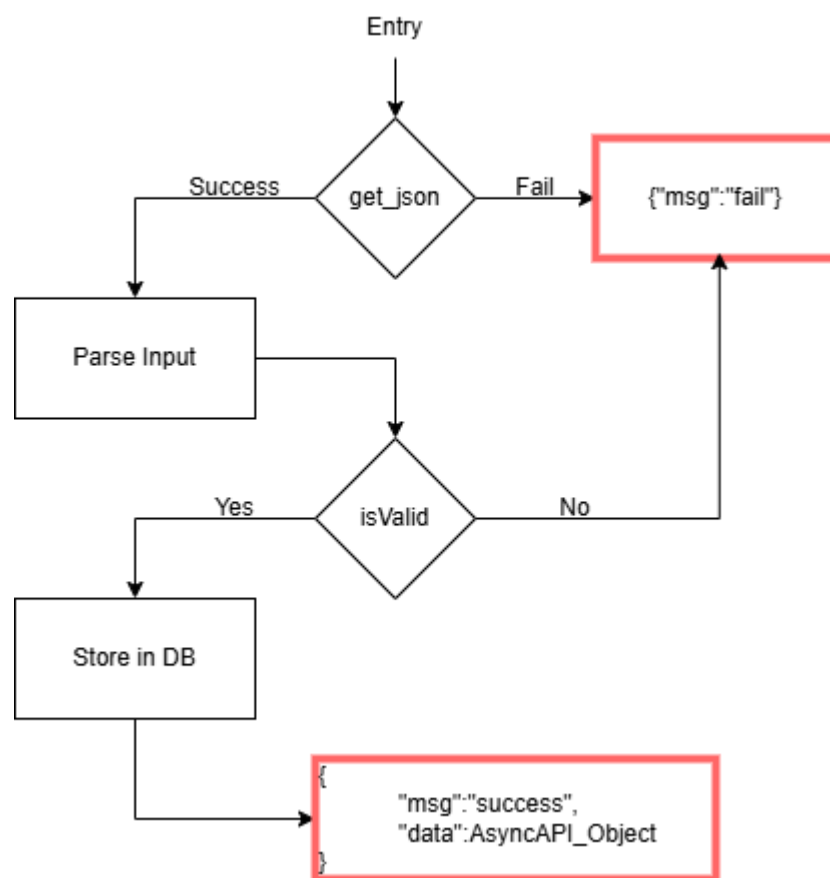 Entry
Success
get_json
Fail
{"msg":"fail"}
Parse Input
Yes
isValid
No
Store in DB
{
"msg":"success",
"data":AsyncAPI_Object
}